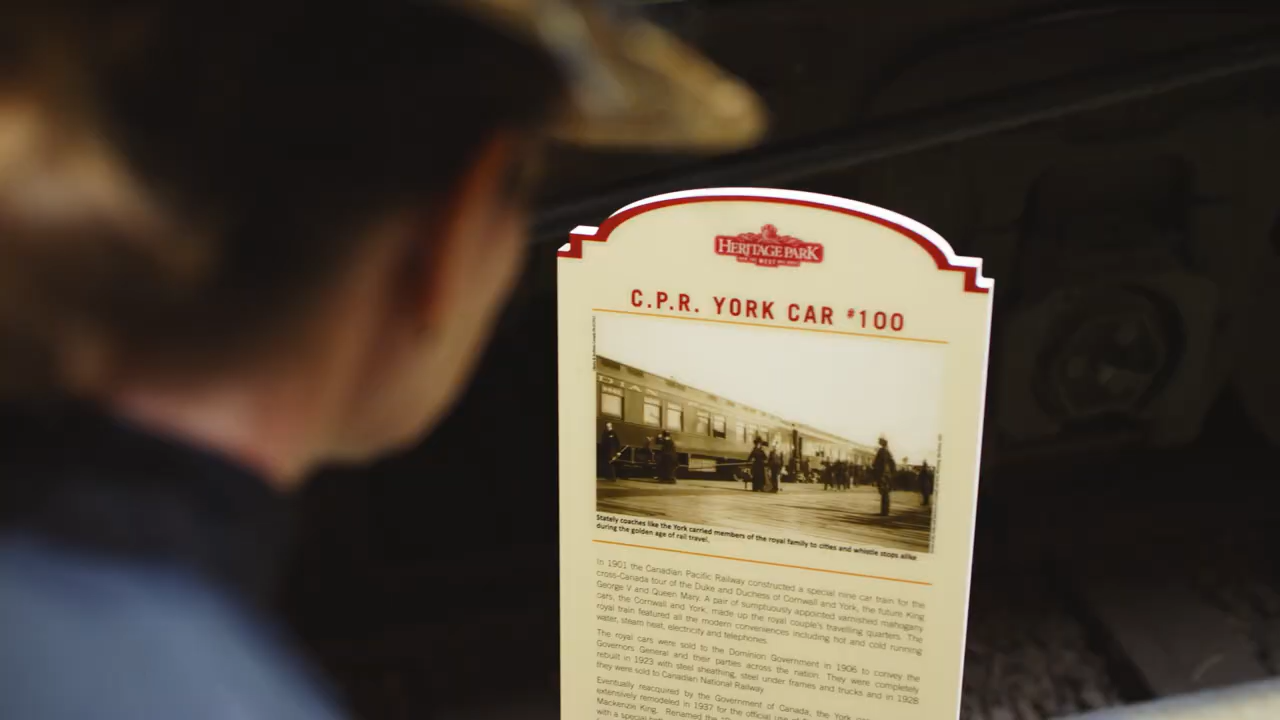 HERITAGE PARK
C.P.R. YORK CAR #100
Stately coaches like the York carried members of the royal family to cities and whistle stops alike
during the golden age of rail travel.
In 1901 the Canadian Pacific Railway constructed a special nine car train for the
cross-Canada tour of the Duke and Duchess of Cornwall and York, the future King
George V and Queen Mary. A pair of sumptuously appointed varnished mahogany
cars, the Cornwall and York, made up the royal couple's travelling quarters. The
royal train featured all the modern conveniences including hot and cold running
water, steam heat, electricity and telephones.
The royal cars were sold to the Dominion Government in 1906 to convey the
Governors General and their parties across the nation. They were completely
rebuilt in 1923 with steel sheathing, steel under frames and trucks and in 1928
they were sold to Canadian National Railway
Eventually reacquired by the Government of Canada, the York
extensively remodeled in 1937 for the official use of
Mackenzie King. Renamed the
with a special